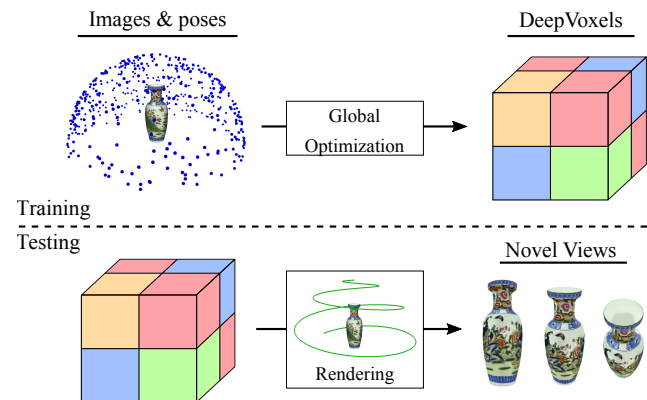 Images & poses
DeepVoxels
Global
Optimization
Training
Testing
Novel Views
Rendering